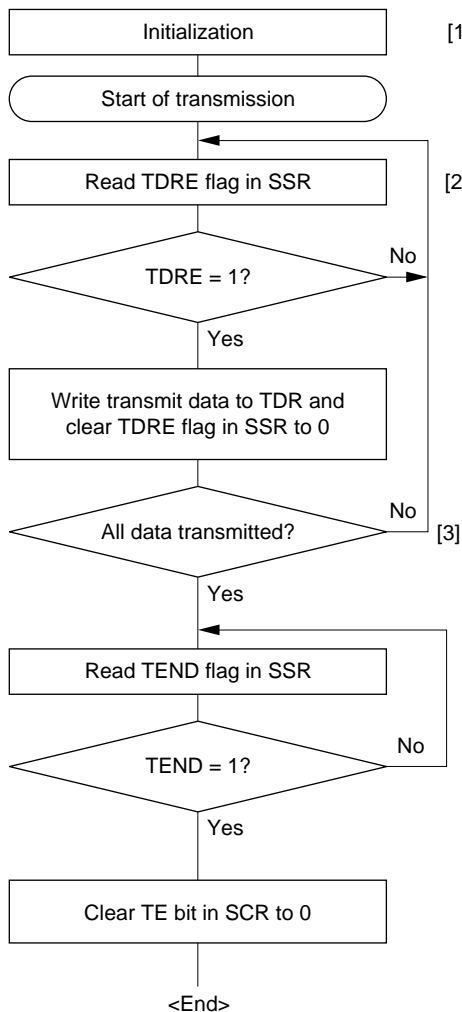 Initialization
[1
Start of transmission
Read TDRE flag in SSR
[2
TDRE = 1?
No
Yes
Write transmit data to TDR and
clear TDRE flag in SSR to 0
All data transmitted?
No
[3]
Yes
Read TEND flag in SSR
TEND = 1?
No
Yes
Clear TE bit in SCR to 0
<End>